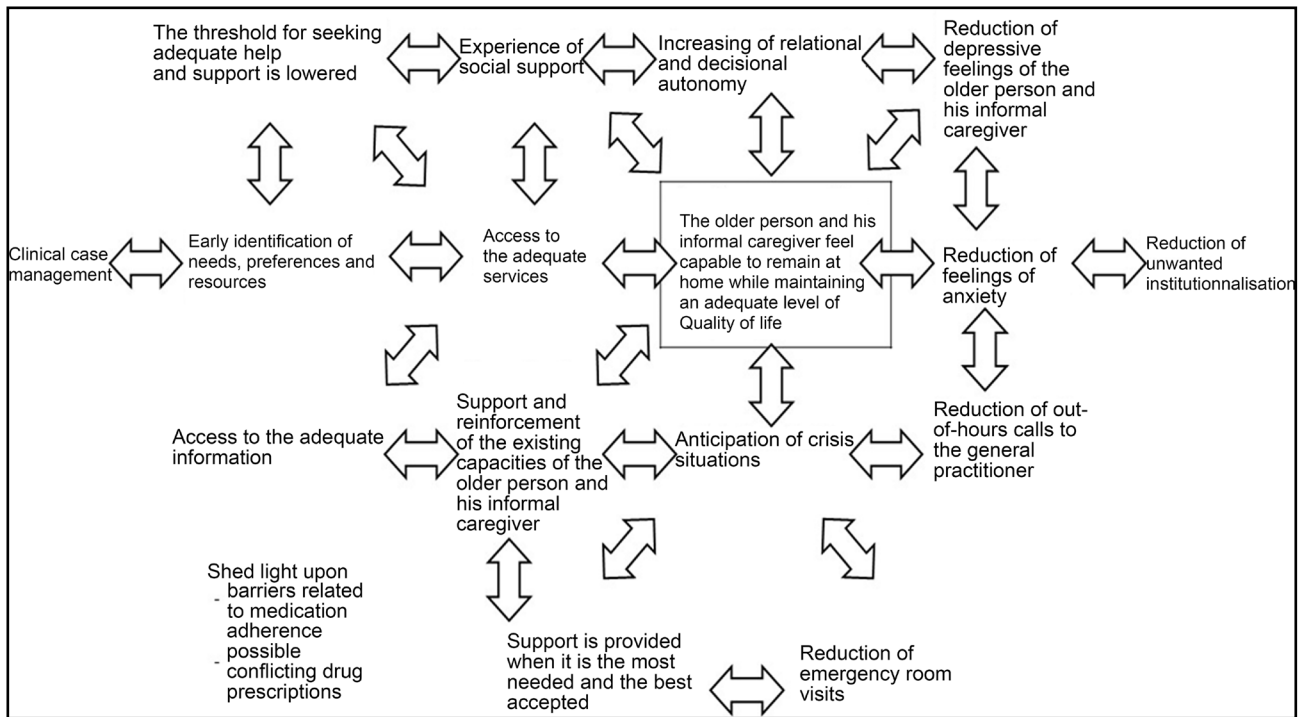 The threshold for seeking
adequate help
and support is lowered
Experience of
social support
Increasing of relational
and decisional
autonomy
Reduction of
depressive
feelings of the
older person and
his informal
caregiver
Clinical case
management
Early identification of
needs, preferences and
resources
Access to
the adequate
services
The older person and his
informal caregiver feel
capable to remain at
home while maintaining
an adequate level of
Quality of life
Reduction of
feelings of
anxiety
Reduction of
unwanted
institutionnalisation
Access to the adequate
information
Support and
reinforcement
of the existing
capacities of the
older person and
his informal
caregiver
Anticipation of crisis
situations
Reduction of out-
of-hours calls to
the general
practitioner
Shed light upon
- barriers related
to medication
adherence
possible
- conflicting drug
prescriptions
Support is provided
when it is the most
needed and the best
accepted
Reduction of
emergency room
visits